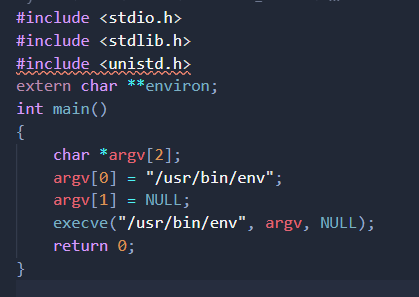 #include <stdio.h>
#include <stdlib.h>
#include <unistd.h>
extern char **environ;
int main()
{
    char *argv[2];
    argv[0] = "/usr/bin/env";
    argv[1] = NULL;
    execve("/usr/bin/env", argv, NULL);
    return 0;
}